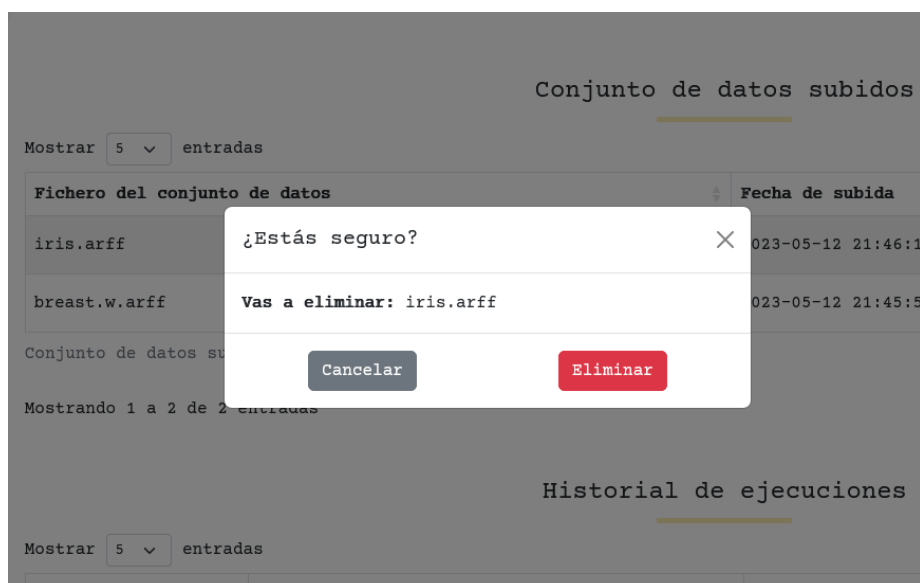 Conjunto de datos subidos
Mostrar 5 entradas
Fichero del conjunto de datos Fecha de subida
¿Estás seguro?
iris.arff 023-05-12 21:46:1
Vas a eliminar: iris.arff
breast.w.arff 023-05-12 21:45:5
Conjunto de datos su
Cancelar Eliminar
Mostrando 1 a 2 de 2 entradas
Historial de ejecuciones
Mostrar 5 entradas